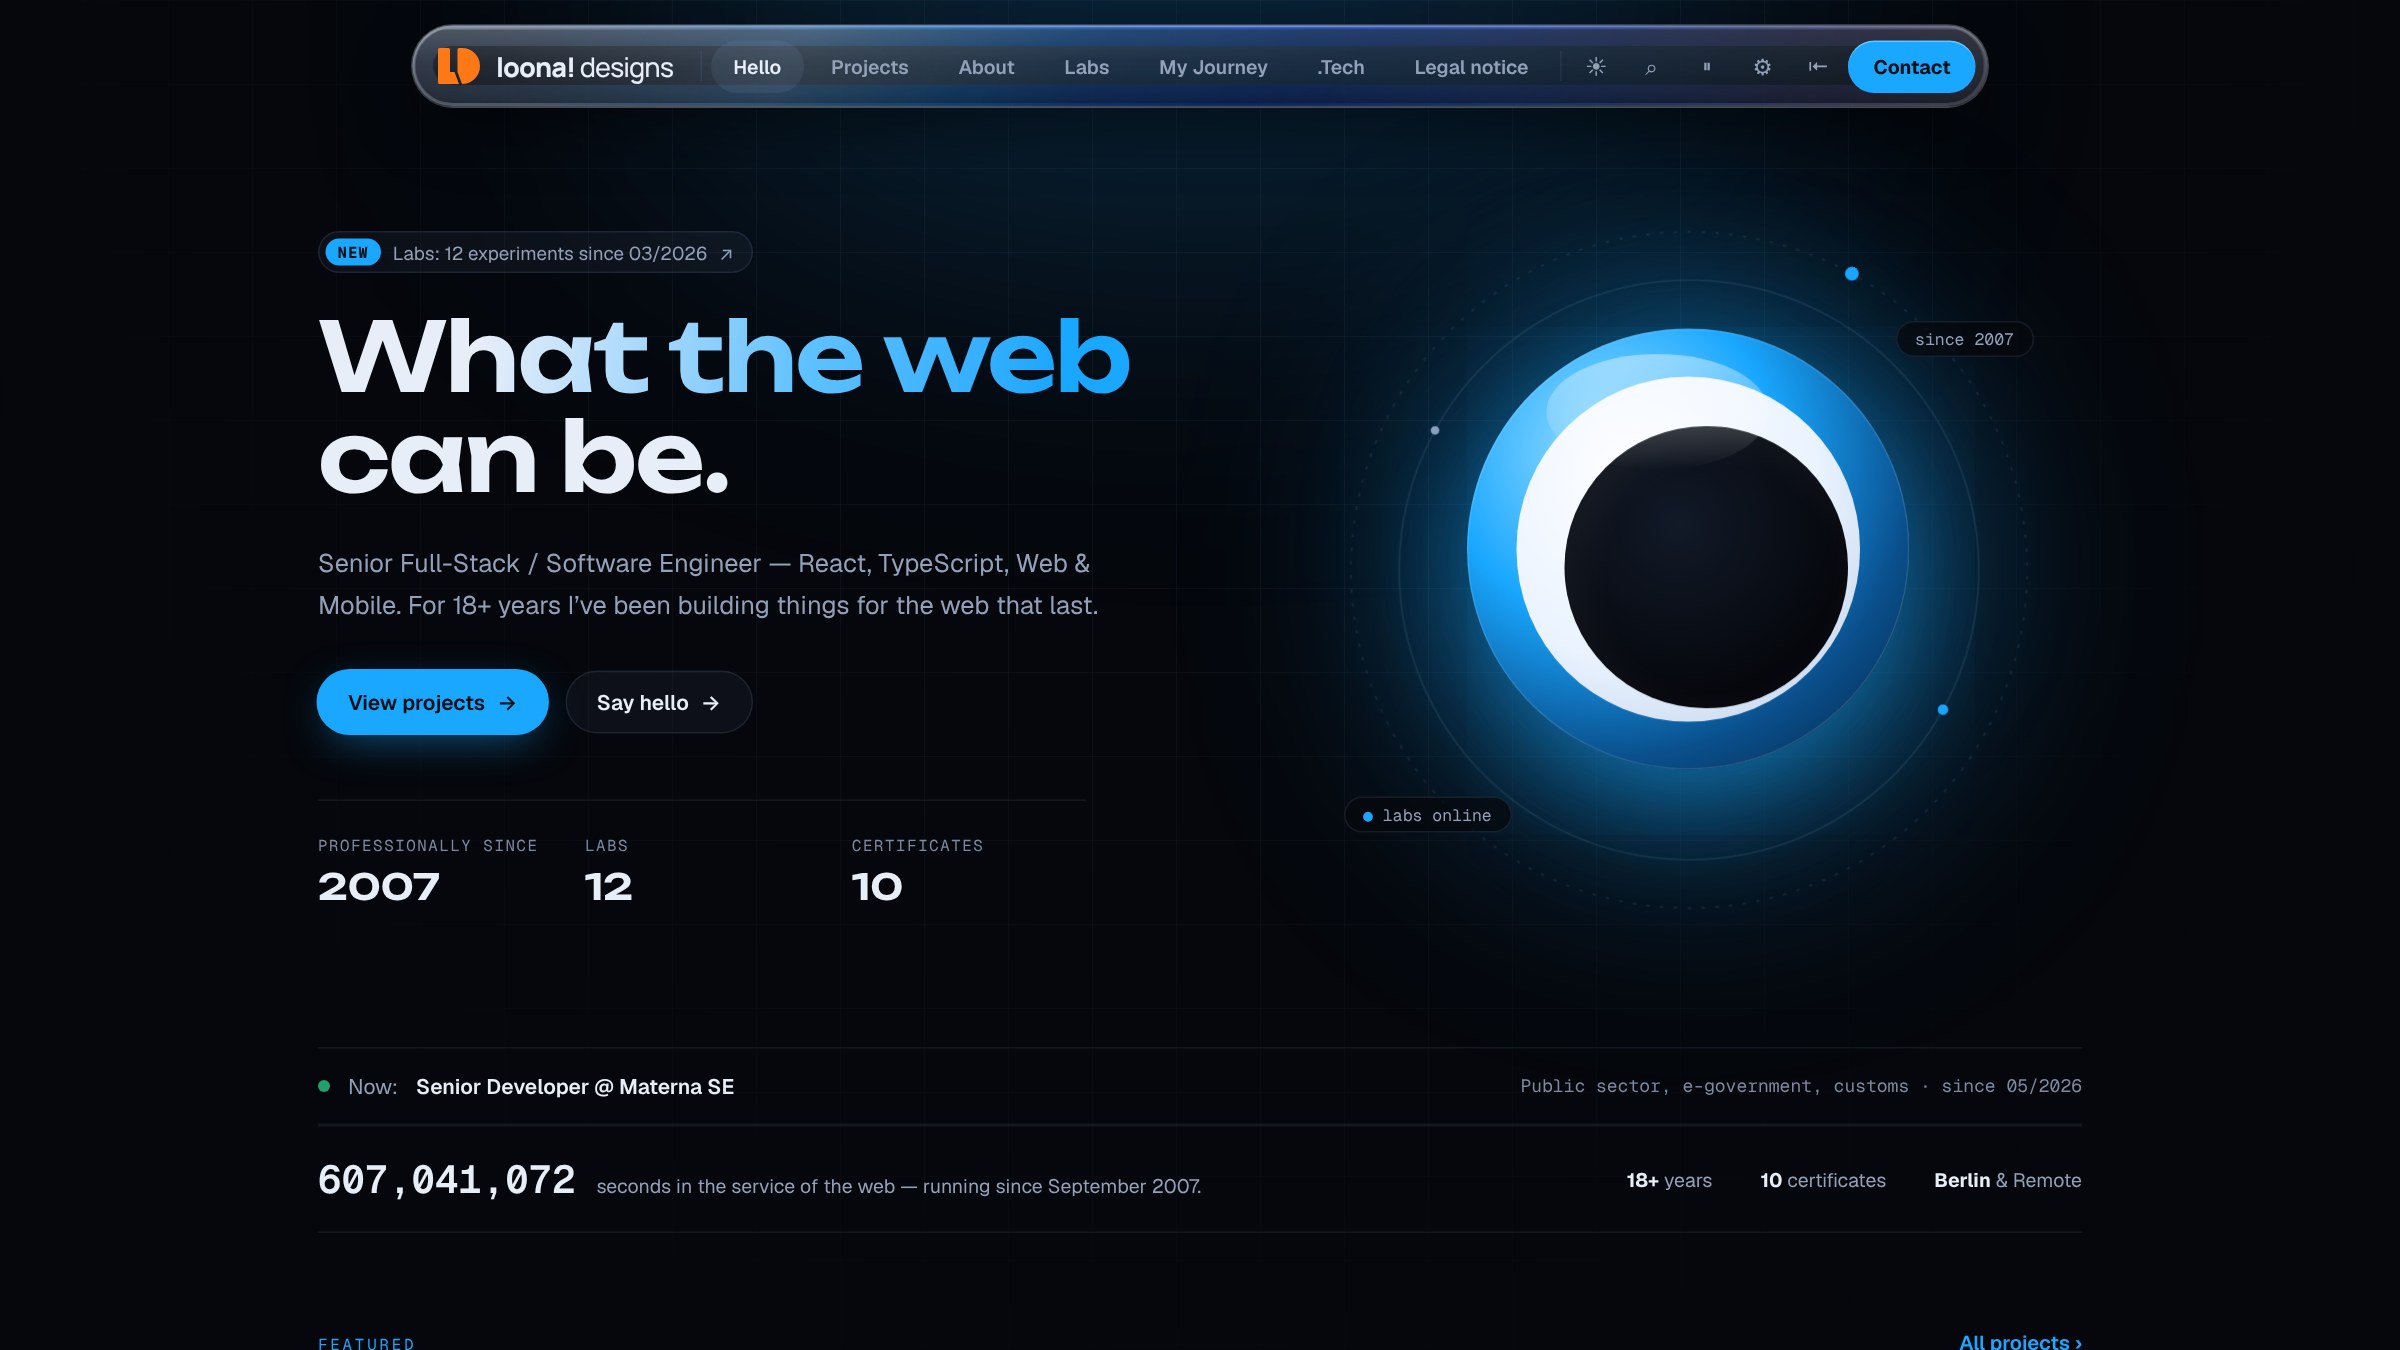 loona! designs
Hello
Projects
About
Labs
My Journey
.Tech
Legal notice
Contact
NEW Labs: 12 experiments since 03/2026 ↗
What the web
can be.
Senior Full-Stack / Software Engineer — React, TypeScript, Web &
Mobile. For 18+ years I’ve been building things for the web that last.
View projects →
Say hello →
since 2007
labs online
PROFESSIONALLY SINCE
2007
LABS
12
CERTIFICATES
10
Now: Senior Developer @ Materna SE
Public sector, e-government, customs · since 05/2026
607,041,072 seconds in the service of the web — running since September 2007.
18+ years
10 certificates
Berlin & Remote
FEATURED
All projects ›